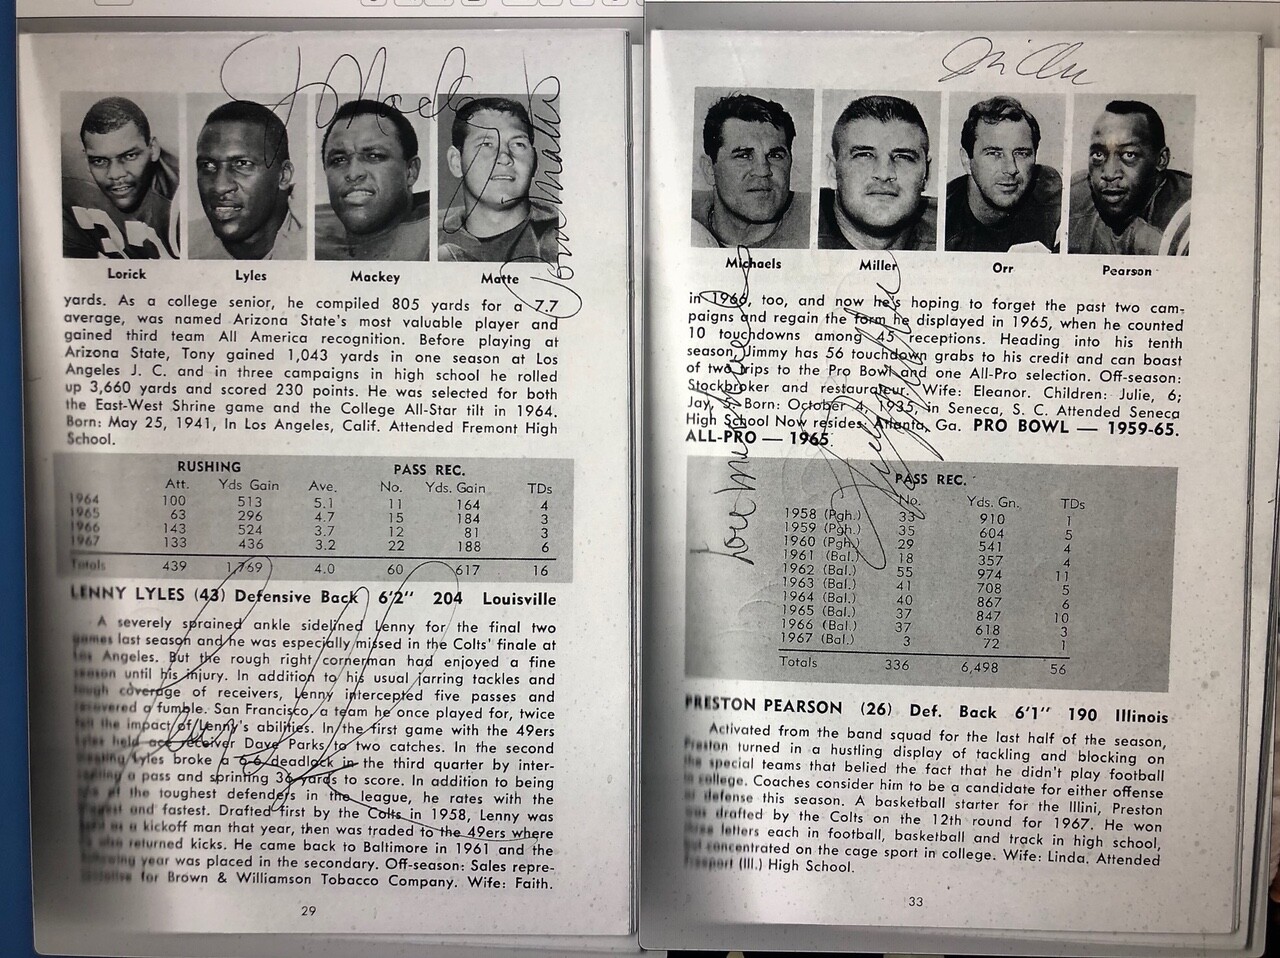 Lorick
Lyles
Mackey
Matte
J Mackey
Tom Matte
yards. As a college senior, he compiled 805 yards for a 7.7
average, was named Arizona State's most valuable player and
gained third team All America recognition. Before playing at
Arizona State, Tony gained 1,043 yards in one season at Los
Angeles J. C. and in three campaigns in high school he rolled
up 3,660 yards and scored 230 points. He was selected for both
the East-West Shrine game and the College All-Star tilt in 1964.
Born: May 25, 1941, In Los Angeles, Calif. Attended Fremont High
School.
RUSHING PASS REC.
Att. Yds Gain Ave. No. Yds. Gain TDs
1964 100 513 5.1 11 164 4
1965 63 296 4.7 15 184 3
1966 143 524 3.7 12 81 3
1967 133 436 3.2 22 188 6
Totals 439 1,769 4.0 60 617 16
LENNY LYLES (43) Defensive Back 6'2" 204 Louisville
A severely sprained ankle sidelined Lenny for the final two
games last season and he was especially missed in the Colts' finale at
Los Angeles. But the rough right cornerman had enjoyed a fine
season until his injury. In addition to his usual jarring tackles and
tough coverage of receivers, Lenny intercepted five passes and
recovered a fumble. San Francisco, a team he once played for, twice
felt the impact of Lenny's abilities. In the first game with the 49ers
Lyles held ace receiver Dave Parks to two catches. In the second
meeting Lyles broke a 6-6 deadlock in the third quarter by inter-
cepting a pass and sprinting 36 yards to score. In addition to being
of the toughest defenders in the league, he rates with the
and fastest. Drafted first by the Colts in 1958, Lenny was
used as a kickoff man that year, then was traded to the 49ers where
he also returned kicks. He came back to Baltimore in 1961 and the
following year was placed in the secondary. Off-season: Sales repre-
sentative for Brown & Williamson Tobacco Company. Wife: Faith.
29
Jim Orr
Michaels
Miller
Orr
Pearson
Lou Michaels
in 1966, too, and now he's hoping to forget the past two cam-
paigns and regain the form he displayed in 1965, when he counted
10 touchdowns among 45 receptions. Heading into his tenth
season, Jimmy has 56 touchdown grabs to his credit and can boast
of two trips to the Pro Bowl and one All-Pro selection. Off-season:
Stockbroker and restaurateur. Wife: Eleanor. Children: Julie, 6;
Jay, 3. Born: October 4, 1935, in Seneca, S. C. Attended Seneca
High School Now resides: Atlanta, Ga. PRO BOWL — 1959-65.
ALL-PRO — 1965.
PASS REC.
No. Yds. Gn. TDs
1958 (Pgh.) 33 910 1
1959 (Pgh.) 35 604 5
1960 (Pgh.) 29 541 4
1961 (Bal.) 18 357 4
1962 (Bal.) 55 974 11
1963 (Bal.) 41 708 5
1964 (Bal.) 40 867 6
1965 (Bal.) 37 847 10
1966 (Bal.) 37 618 3
1967 (Bal.) 3 72 1
Totals 336 6,498 56
PRESTON PEARSON (26) Def. Back 6'1" 190 Illinois
Activated from the band squad for the last half of the season,
Preston turned in a hustling display of tackling and blocking on
the special teams that belied the fact that he didn't play football
in college. Coaches consider him to be a candidate for either offense
or defense this season. A basketball starter for the Illini, Preston
was drafted by the Colts on the 12th round for 1967. He won
three letters each in football, basketball and track in high school,
but concentrated on the cage sport in college. Wife: Linda. Attended
Freeport (Ill.) High School.
33